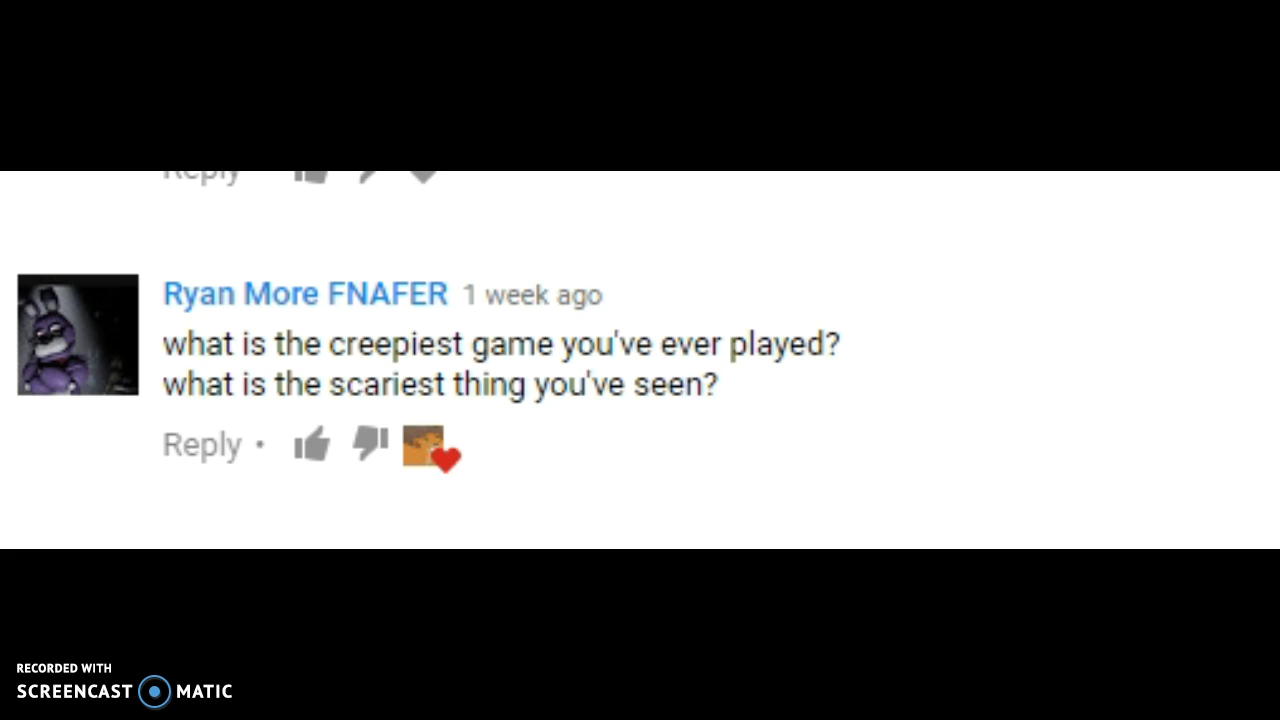 Reply
Ryan More FNAFER 1 week ago
what is the creepiest game you've ever played?
what is the scariest thing you've seen?
Reply •
RECORDED WITH
SCREENCAST MATIC